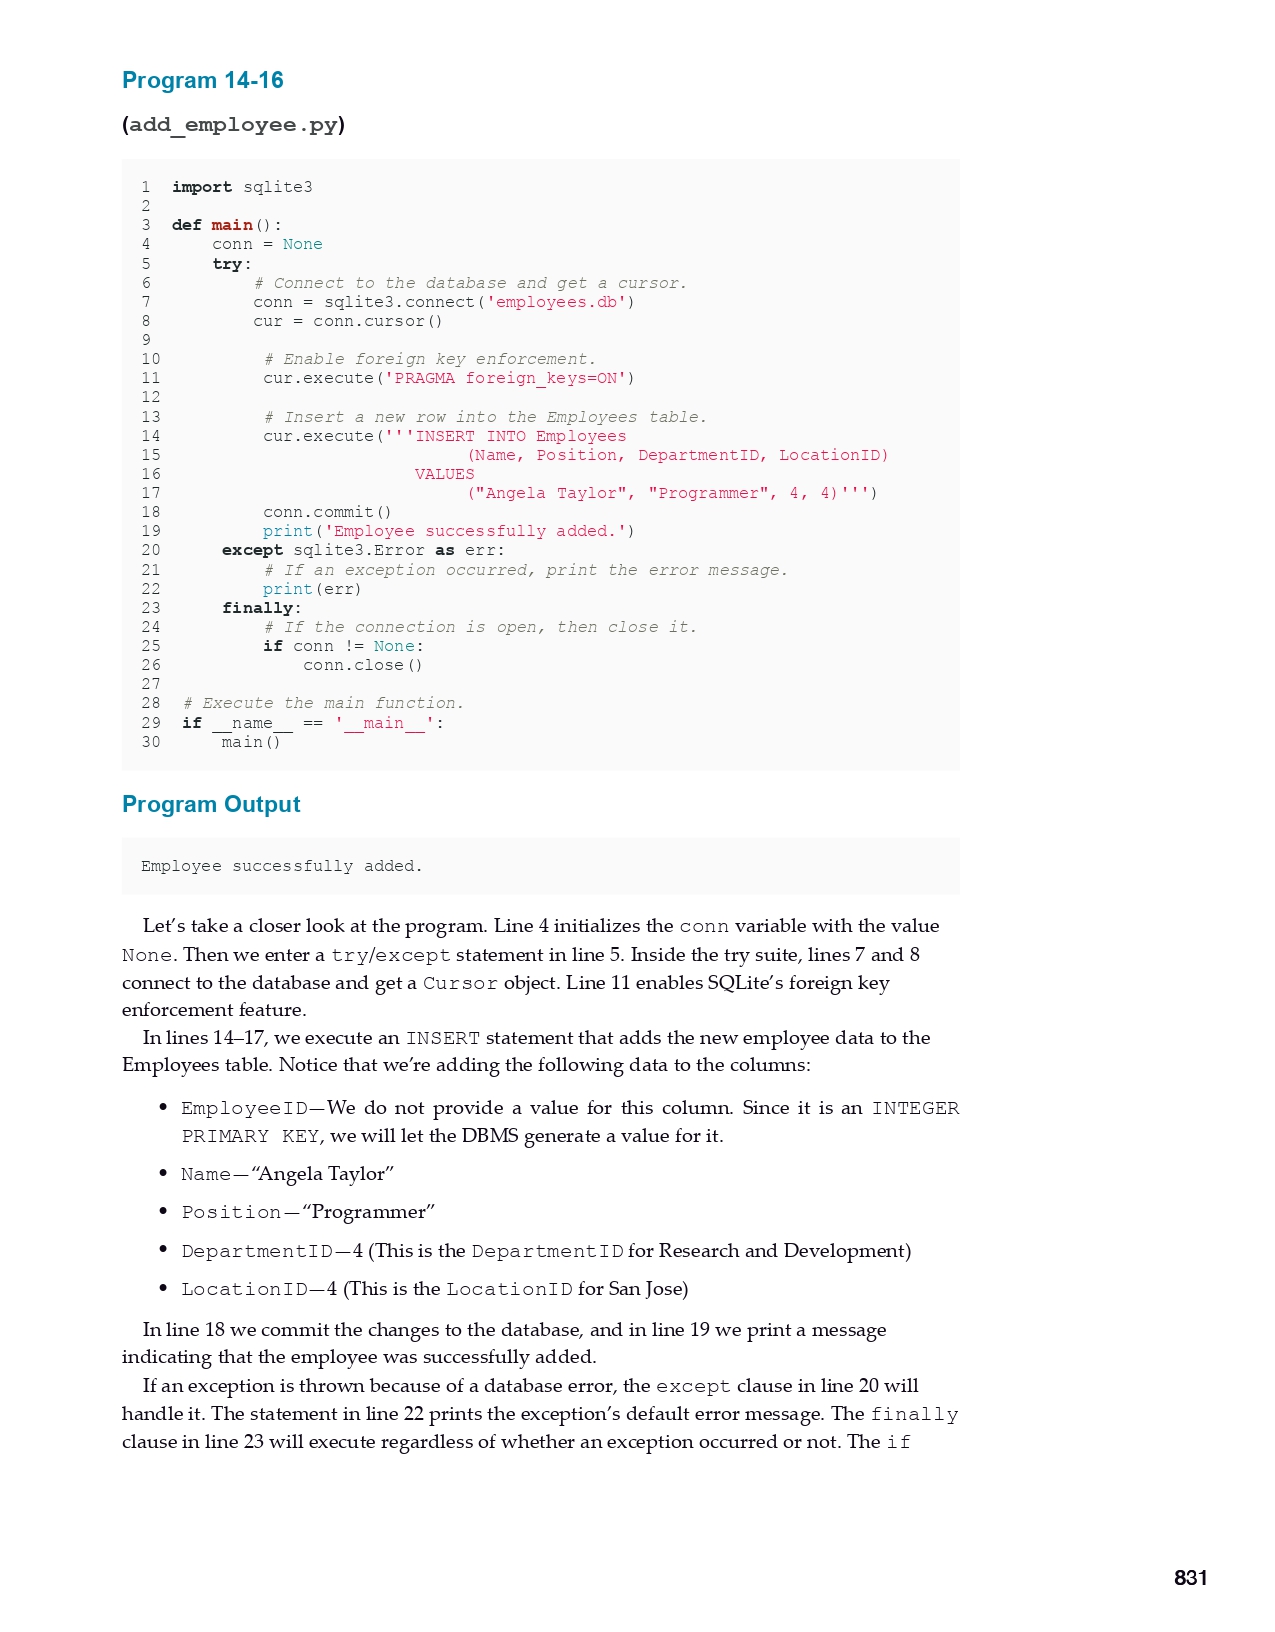 Program 14-16
(add_employee.py)
1  import sqlite3
2
3  def main():
4      conn = None
5      try:
6          # Connect to the database and get a cursor.
7          conn = sqlite3.connect('employees.db')
8          cur = conn.cursor()
9
10          # Enable foreign key enforcement.
11          cur.execute('PRAGMA foreign_keys=ON')
12
13          # Insert a new row into the Employees table.
14          cur.execute('''INSERT INTO Employees
15                              (Name, Position, DepartmentID, LocationID)
16                         VALUES
17                              ("Angela Taylor", "Programmer", 4, 4)''')
18          conn.commit()
19          print('Employee successfully added.')
20      except sqlite3.Error as err:
21          # If an exception occurred, print the error message.
22          print(err)
23      finally:
24          # If the connection is open, then close it.
25          if conn != None:
26              conn.close()
27
28  # Execute the main function.
29  if __name__ == '__main__':
30      main()
Program Output
Employee successfully added.
Let’s take a closer look at the program. Line 4 initializes the conn variable with the value
None. Then we enter a try/except statement in line 5. Inside the try suite, lines 7 and 8
connect to the database and get a Cursor object. Line 11 enables SQLite’s foreign key
enforcement feature.
In lines 14–17, we execute an INSERT statement that adds the new employee data to the
Employees table. Notice that we’re adding the following data to the columns:
• EmployeeID—We do not provide a value for this column. Since it is an INTEGER
PRIMARY KEY, we will let the DBMS generate a value for it.
• Name—“Angela Taylor”
• Position—“Programmer”
• DepartmentID—4 (This is the DepartmentID for Research and Development)
• LocationID—4 (This is the LocationID for San Jose)
In line 18 we commit the changes to the database, and in line 19 we print a message
indicating that the employee was successfully added.
If an exception is thrown because of a database error, the except clause in line 20 will
handle it. The statement in line 22 prints the exception’s default error message. The finally
clause in line 23 will execute regardless of whether an exception occurred or not. The if
831